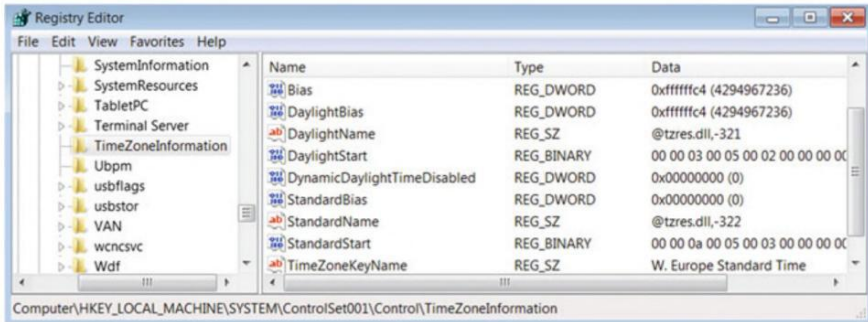 Registry Editor
File Edit View Favorites Help
SystemInformation
SystemResources
TabletPC
Terminal Server
TimeZoneInformation
Ubpm
usbflags
usbstor
VAN
wcncsvc
Wdf
Name Type Data
Bias REG_DWORD 0xffffffc4 (4294967236)
DaylightBias REG_DWORD 0xffffffc4 (4294967236)
DaylightName REG_SZ @tzres.dll,-321
DaylightStart REG_BINARY 00 00 03 00 05 00 02 00 00 00 00
DynamicDaylightTimeDisabled REG_DWORD 0x00000000 (0)
StandardBias REG_DWORD 0x00000000 (0)
StandardName REG_SZ @tzres.dll,-322
StandardStart REG_BINARY 00 00 0a 00 05 00 03 00 00 00 00
TimeZoneKeyName REG_SZ W. Europe Standard Time
Computer\HKEY_LOCAL_MACHINE\SYSTEM\ControlSet001\Control\TimeZoneInformation